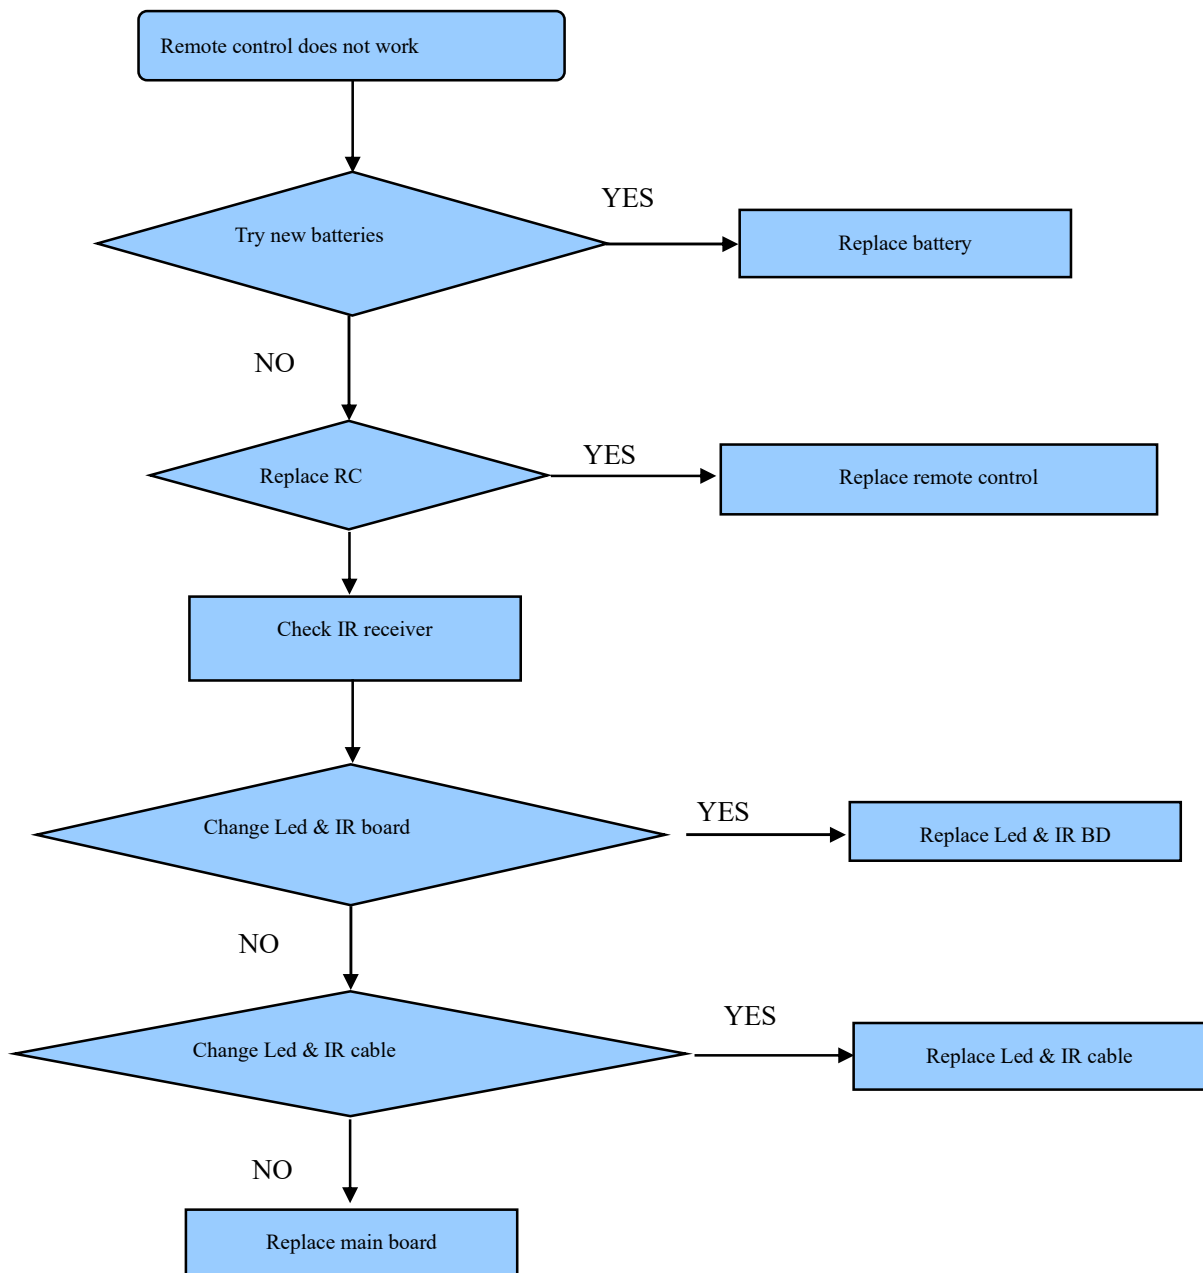 Remote control does not work
YES
Try new batteries
Replace battery
NO
YES
Replace RC
Replace remote control
Check IR receiver
YES
Change Led & IR board
Replace Led & IR BD
NO
YES
Change Led & IR cable
Replace Led & IR cable
NO
Replace main board